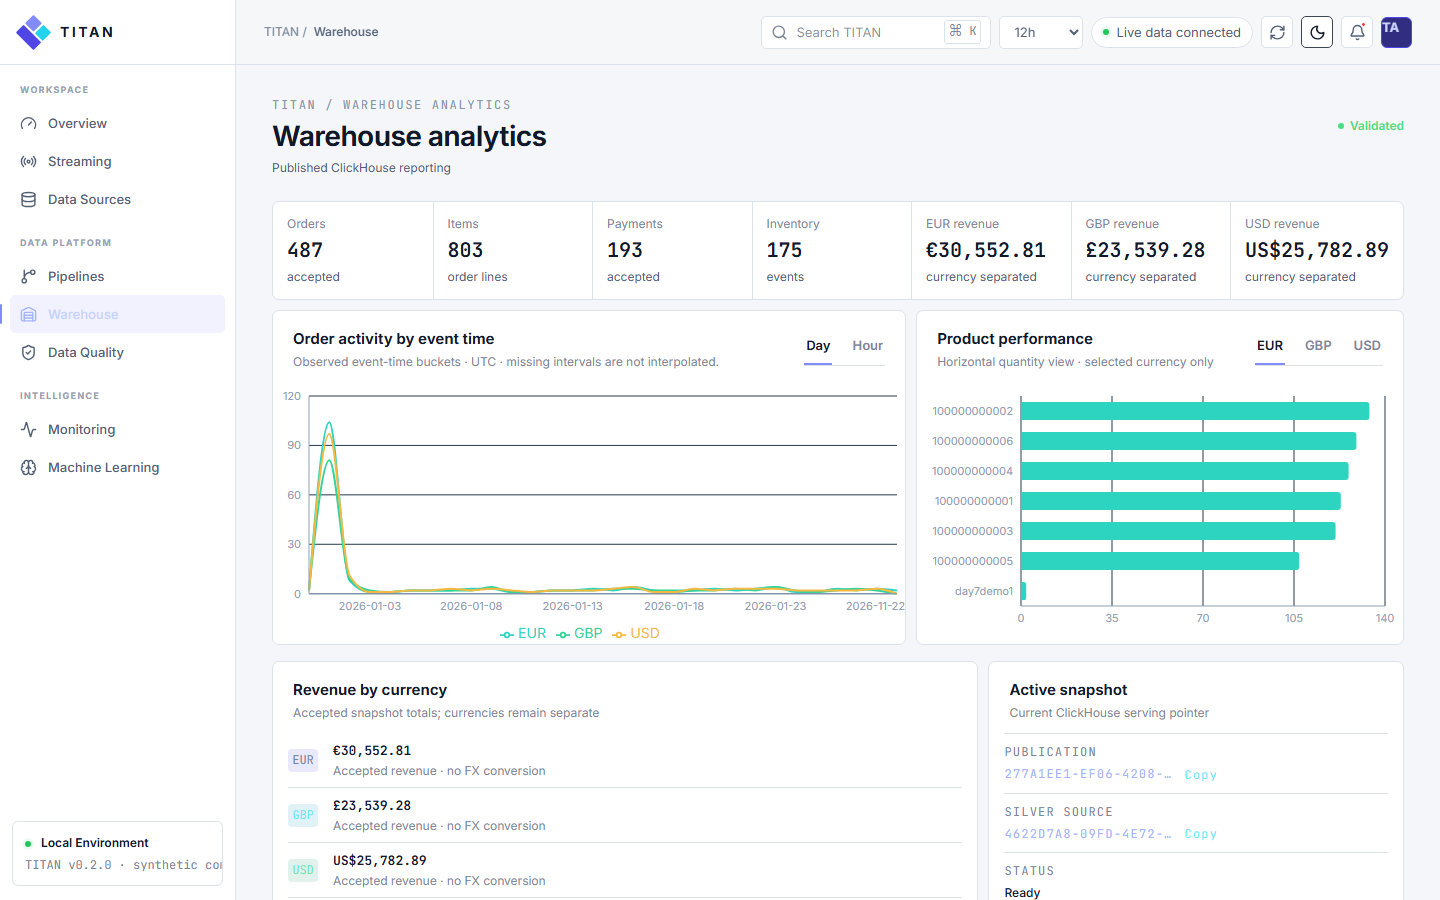 TITAN
WORKSPACE
Overview
Streaming
Data Sources
DATA PLATFORM
Pipelines
Warehouse
Data Quality
INTELLIGENCE
Monitoring
Machine Learning
Local Environment
TITAN v0.2.0 · synthetic
TITAN / Warehouse
Search TITAN ⌘ K
12h
Live data connected
TA
TITAN / WAREHOUSE ANALYTICS
Warehouse analytics
Published ClickHouse reporting
Validated
Orders
487
accepted
Items
803
order lines
Payments
193
accepted
Inventory
175
events
EUR revenue
€30,552.81
currency separated
GBP revenue
£23,539.28
currency separated
USD revenue
US$25,782.89
currency separated
Order activity by event time
Observed event-time buckets · UTC · missing intervals are not interpolated.
Day Hour
120
90
60
30
0
2026-01-03 2026-01-08 2026-01-13 2026-01-18 2026-01-23 2026-11-22
EUR GBP USD
Product performance
Horizontal quantity view · selected currency only
EUR GBP USD
100000000002
100000000006
100000000004
100000000001
100000000003
100000000005
day7demo1
0 35 70 105 140
Revenue by currency
Accepted snapshot totals; currencies remain separate
EUR
€30,552.81
Accepted revenue · no FX conversion
GBP
£23,539.28
Accepted revenue · no FX conversion
USD
US$25,782.89
Accepted revenue · no FX conversion
Active snapshot
Current ClickHouse serving pointer
PUBLICATION
277A1EE1-EF06-4208-… Copy
SILVER SOURCE
4622D7A8-09FD-4E72-… Copy
STATUS
Ready